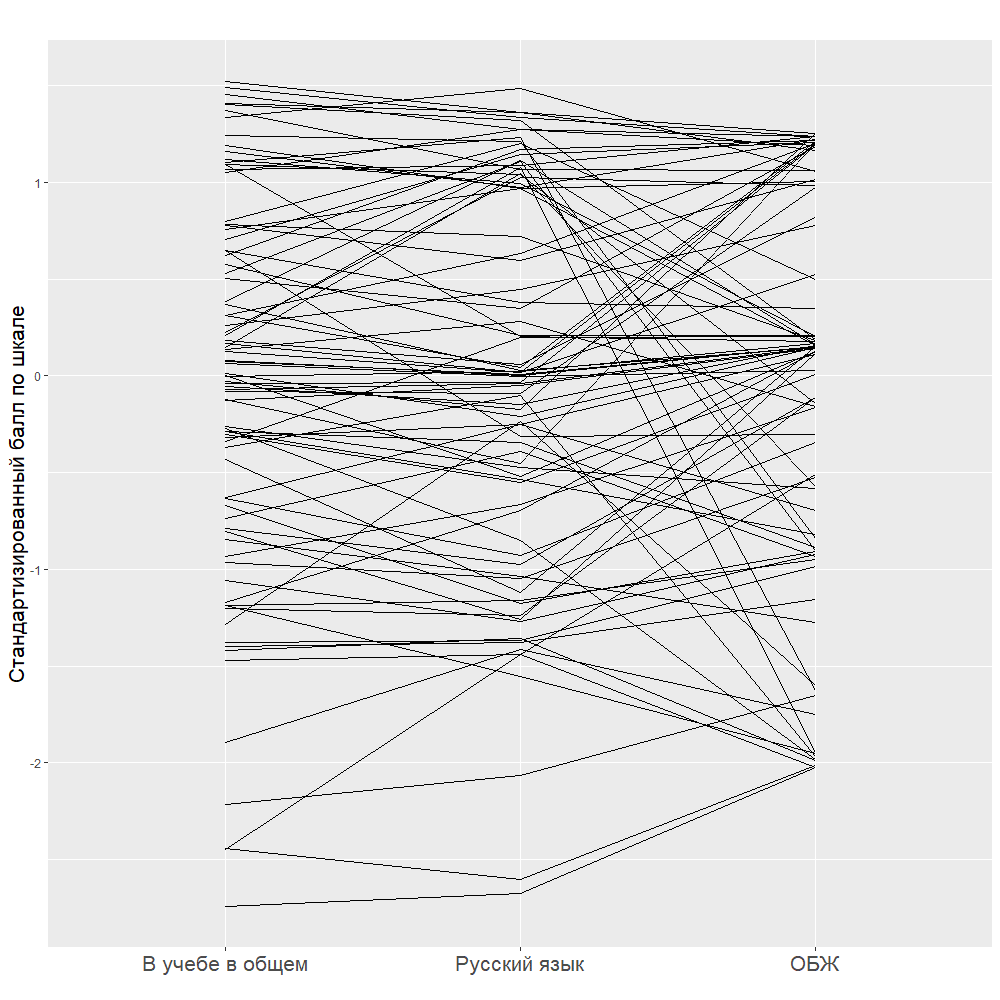 Стандартизированный балл по шкале
1
0
-1
-2
В учебе в общем
Русский язык
ОБЖ